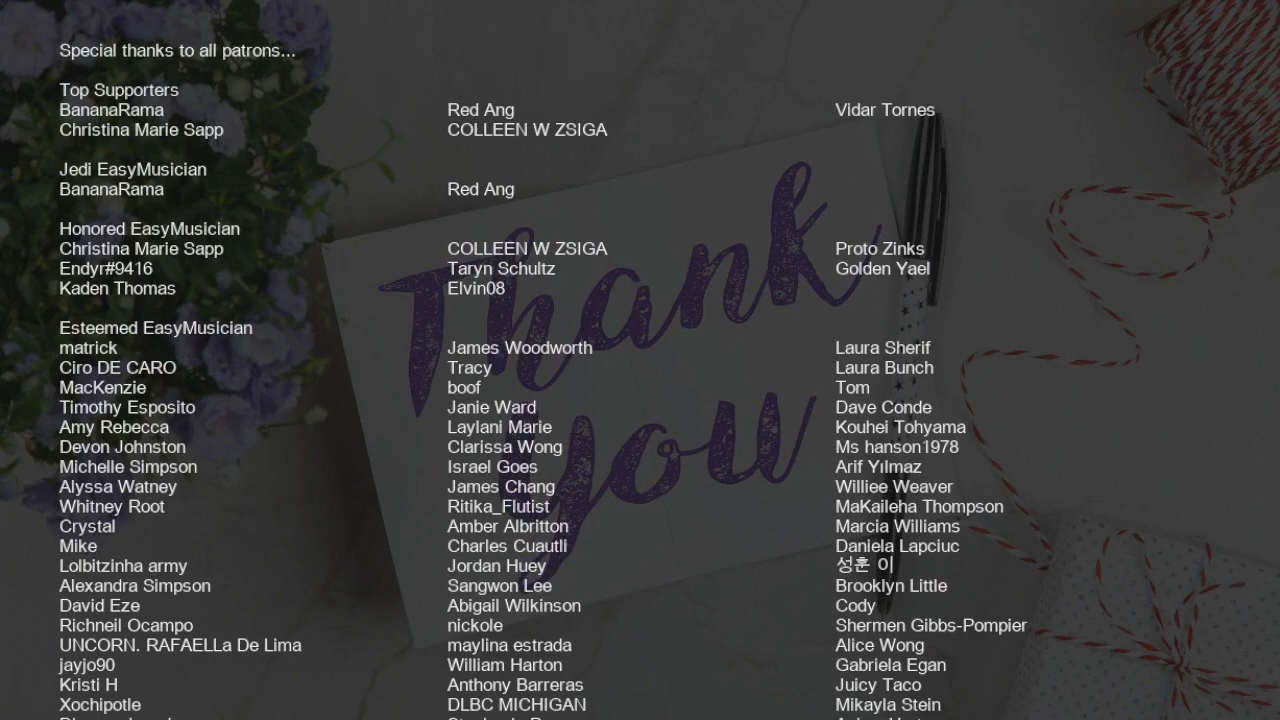 Special thanks to all patrons...
Top Supporters
BananaRama Red Ang Vidar Tornes
Christina Marie Sapp COLLEEN W ZSIGA
Jedi EasyMusician
BananaRama Red Ang
Honored EasyMusician
Christina Marie Sapp COLLEEN W ZSIGA Proto Zinks
Endyr#9416 Taryn Schultz Golden Yael
Kaden Thomas Elvin08
Esteemed EasyMusician
matrick James Woodworth Laura Sherif
Ciro DE CARO Tracy Laura Bunch
MacKenzie boof Tom
Timothy Esposito Janie Ward Dave Conde
Amy Rebecca Laylani Marie Kouhei Tohyama
Devon Johnston Clarissa Wong Ms hanson1978
Michelle Simpson Israel Goes Arif Yılmaz
Alyssa Watney James Chang Williee Weaver
Whitney Root Ritika_Flutist MaKaileha Thompson
Crystal Amber Albritton Marcia Williams
Mike Charles Cuautli Daniela Lapciuc
Lolbitzinha army Jordan Huey 성훈 이
Alexandra Simpson Sangwon Lee Brooklyn Little
David Eze Abigail Wilkinson Cody
Richneil Ocampo nickole Shermen Gibbs-Pompier
UNCORN. RAFAELLa De Lima maylina estrada Alice Wong
jayjo90 William Harton Gabriela Egan
Kristi H Anthony Barreras Juicy Taco
Xochipotle DLBC MICHIGAN Mikayla Stein
Thank
you